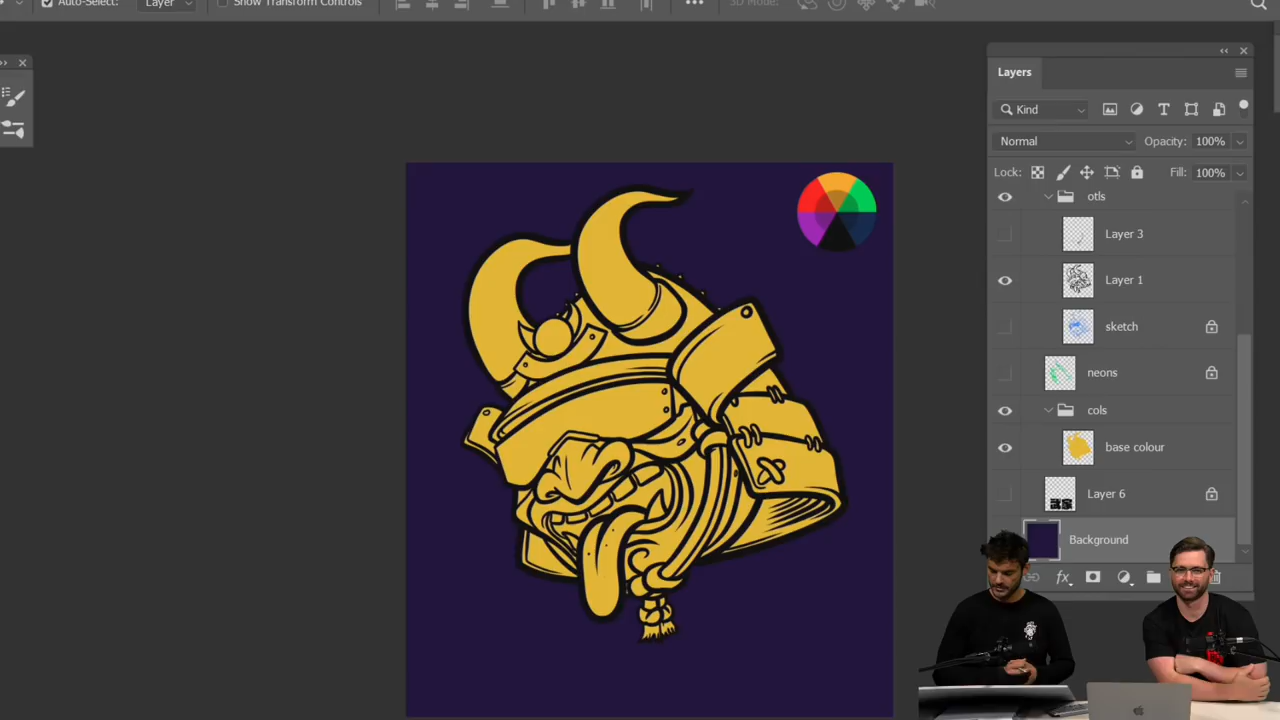 Auto-Select: Layer Show Transform Controls 3D Mode:
Layers
Kind
Normal Opacity: 100%
Lock: Fill: 100%
otls
Layer 3
Layer 1
sketch
neons
cols
base colour
Layer 6
Background
fx